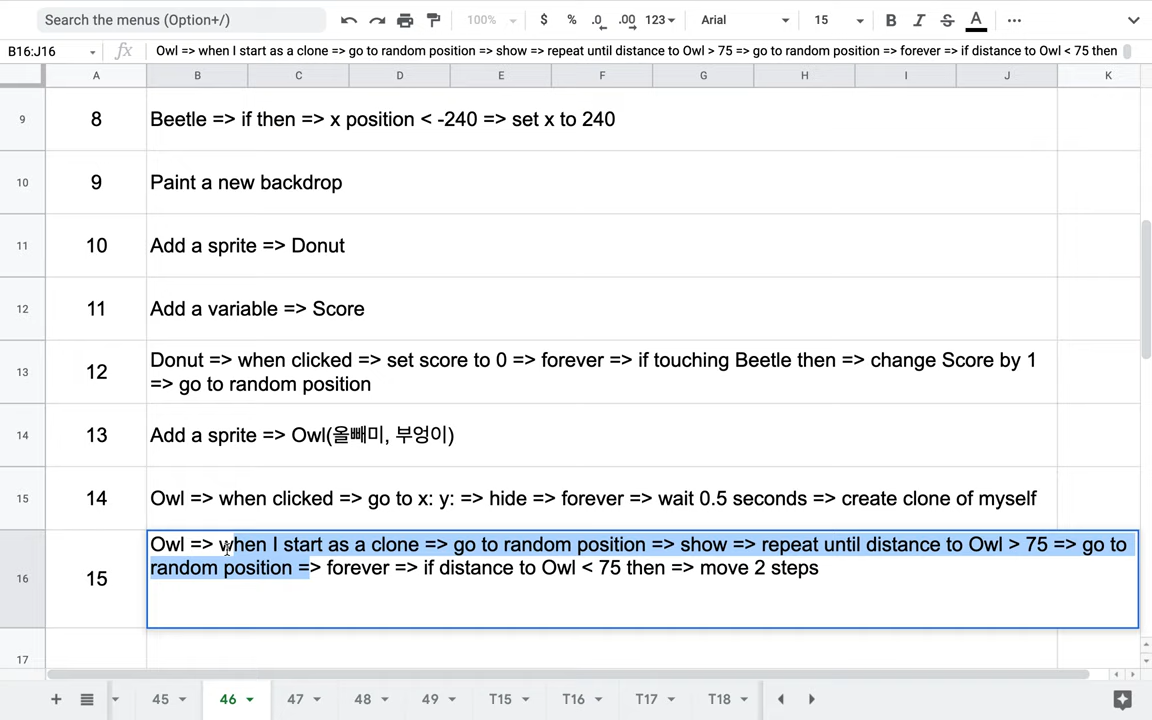 Search the menus (Option+/)
100%
$ % .0 .00 123
Arial
15
B I S A
B16:J16
fx
Owl => when I start as a clone => go to random position => show => repeat until distance to Owl > 75 => go to random position => forever => if distance to Owl < 75 then
A B C D E F G H I J K
9
8
Beetle => if then => x position < -240 => set x to 240
10
9
Paint a new backdrop
11
10
Add a sprite => Donut
12
11
Add a variable => Score
13
12
Donut => when clicked => set score to 0 => forever => if touching Beetle then => change Score by 1
=> go to random position
14
13
Add a sprite => Owl(올빼미, 부엉이)
15
14
Owl => when clicked => go to x: y: => hide => forever => wait 0.5 seconds => create clone of myself
16
15
Owl => when I start as a clone => go to random position => show => repeat until distance to Owl > 75 => go to
random position => forever => if distance to Owl < 75 then => move 2 steps
17
45 46 47 48 49 T15 T16 T17 T18